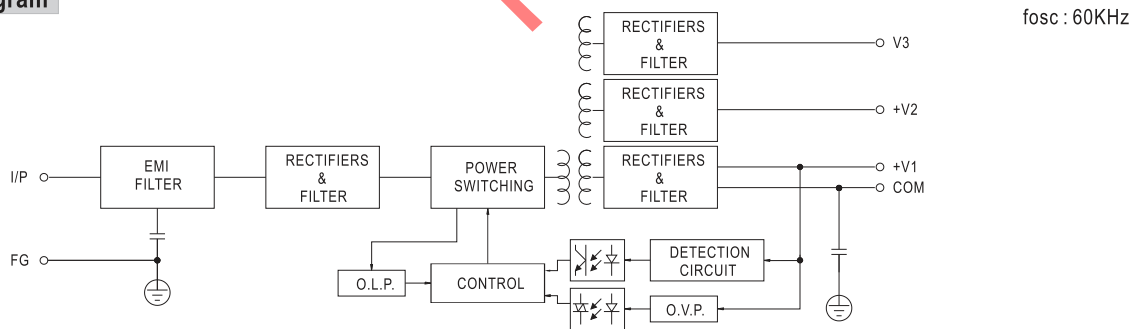 gram
fosc : 60KHz
RECTIFIERS
&
FILTER
V3
RECTIFIERS
&
FILTER
+V2
I/P
EMI
FILTER
RECTIFIERS
&
FILTER
POWER
SWITCHING
RECTIFIERS
&
FILTER
+V1
COM
FG
O.L.P.
CONTROL
DETECTION
CIRCUIT
O.V.P.